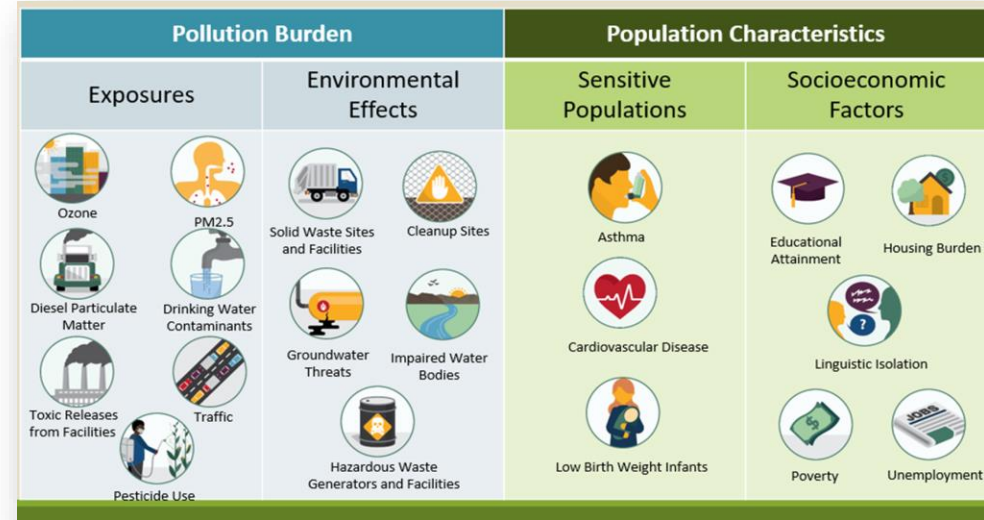 Pollution Burden
Population Characteristics
Exposures
Environmental
Effects
Sensitive
Populations
Socioeconomic
Factors
Ozone
PM2.5
Diesel Particulate
Matter
Drinking Water
Contaminants
Toxic Releases
from Facilities
Traffic
Pesticide Use
Solid Waste Sites
and Facilities
Cleanup Sites
Groundwater
Threats
Impaired Water
Bodies
Hazardous Waste
Generators and Facilities
Asthma
Cardiovascular Disease
Low Birth Weight Infants
Educational
Attainment
$
Housing Burden
?
Linguistic Isolation
$
Poverty
JOBS
Unemployment